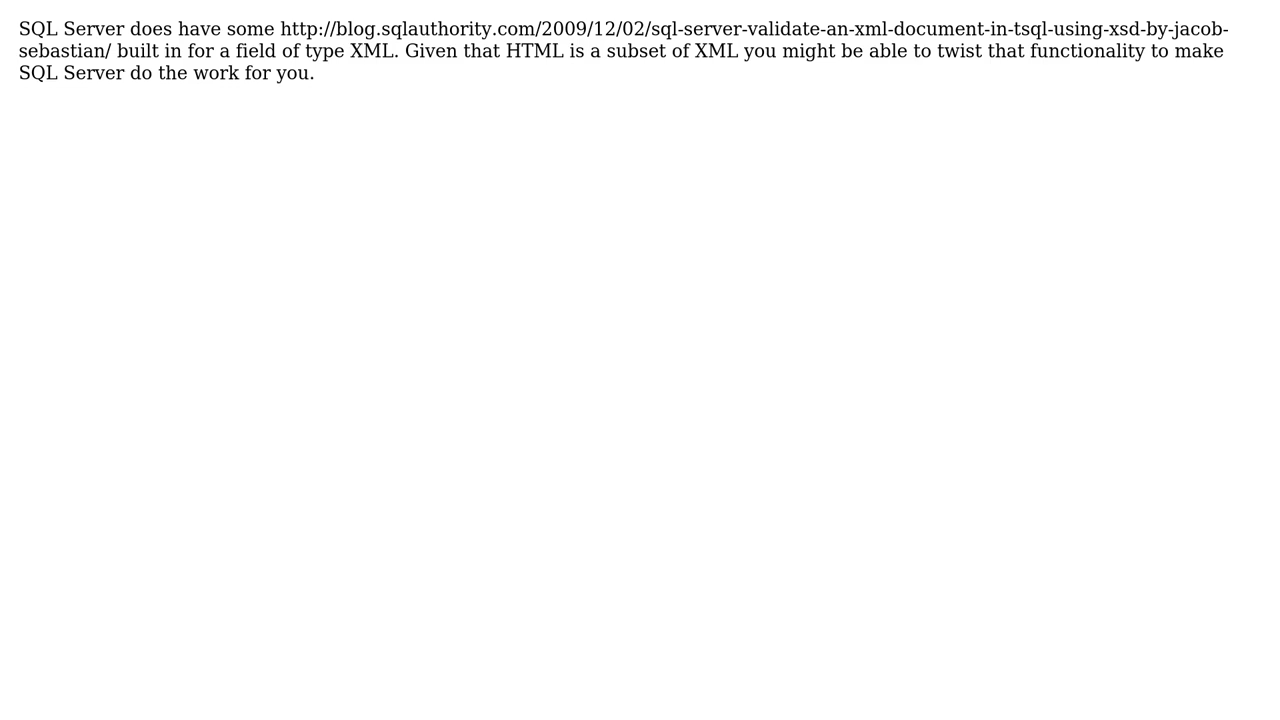 SQL Server does have some http://blog.sqlauthority.com/2009/12/02/sql-server-validate-an-xml-document-in-tsql-using-xsd-by-jacob-
sebastian/ built in for a field of type XML. Given that HTML is a subset of XML you might be able to twist that functionality to make
SQL Server do the work for you.